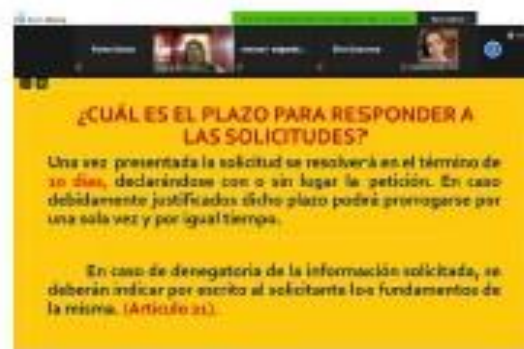 ¿CUÁL ES EL PLAZO PARA RESPONDER A
LAS SOLICITUDES?
Una vez presentada la solicitud se resolverá en el término de
10 días, declarándose con o sin lugar la petición. En caso
debidamente justificados dicho plazo podrá prorrogarse por
una sola vez y por igual tiempo.
En caso de denegatoria de la información solicitada, se
deberán indicar por escrito al solicitante los fundamentos de
la misma. (Artículo 21).